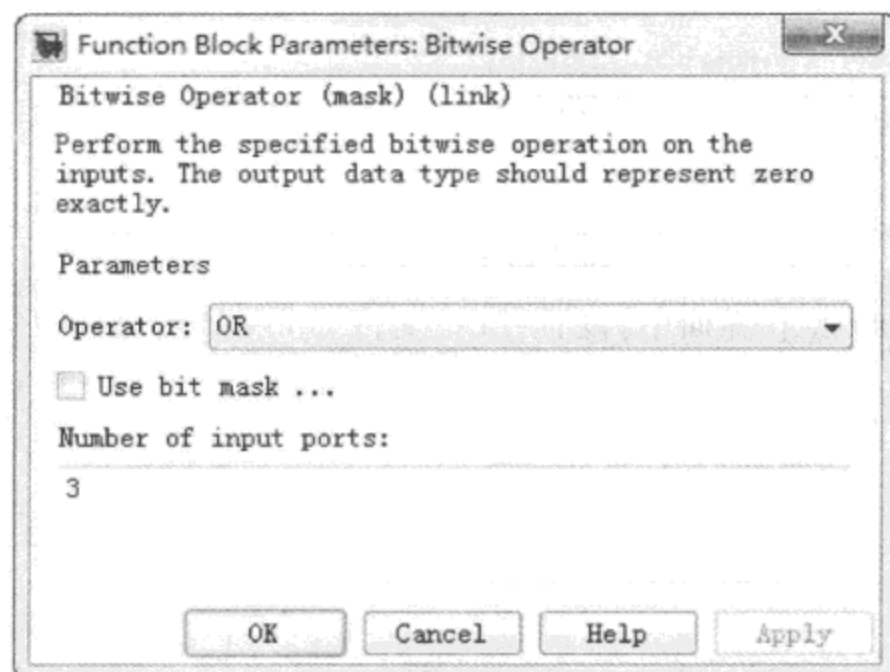 Function Block Parameters: Bitwise Operator
Bitwise Operator (mask) (link)
Perform the specified bitwise operation on the
inputs. The output data type should represent zero
exactly.
Parameters
Operator: OR
Use bit mask ...
Number of input ports:
3
OK Cancel Help Apply